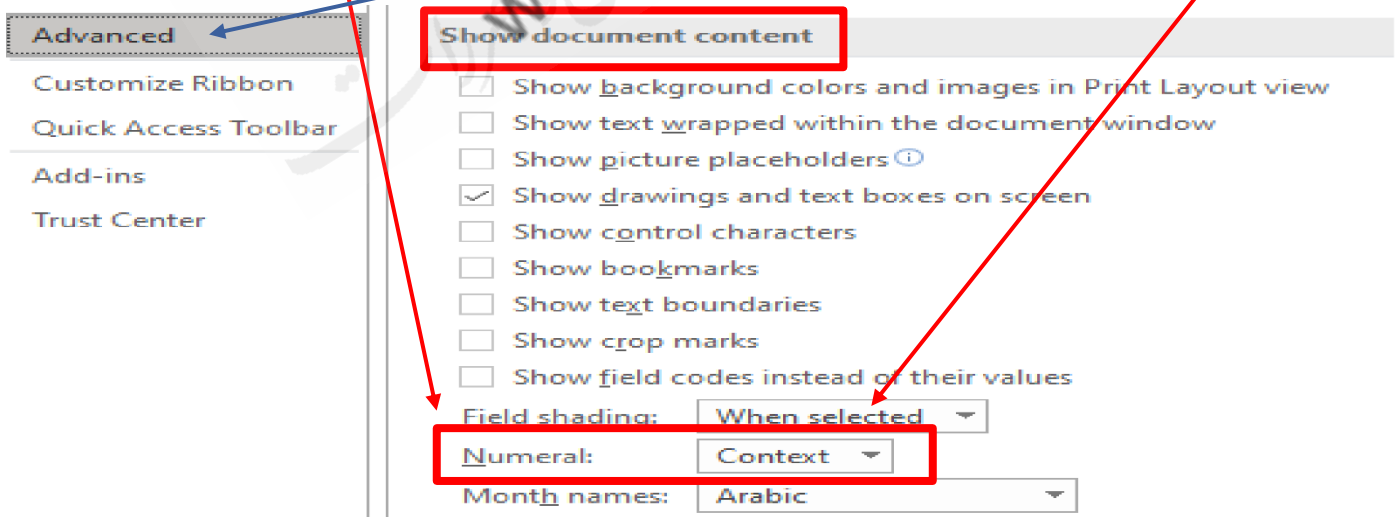 Advanced
Customize Ribbon
Quick Access Toolbar
Add-ins
Trust Center
Show document content
Show background colors and images in Print Layout view
Show text wrapped within the document window
Show picture placeholders
Show drawings and text boxes on screen
Show control characters
Show bookmarks
Show text boundaries
Show crop marks
Show field codes instead of their values
Field shading: When selected
Numeral: Context
Month names: Arabic